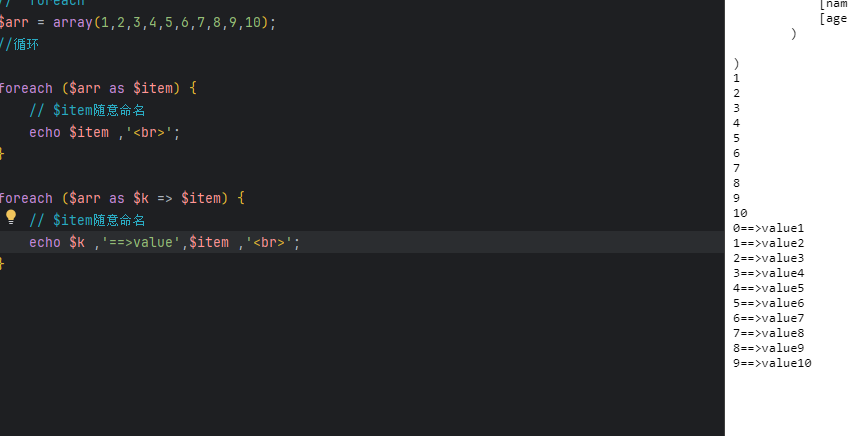 // foreach
$arr = array(1,2,3,4,5,6,7,8,9,10);
//循环
foreach ($arr as $item) {
// $item随意命名
echo $item ,'<br>';
}
foreach ($arr as $k => $item) {
// $item随意命名
echo $k ,'==>value',$item ,'<br>';
}
[nam
[age
)
)
1
2
3
4
5
6
7
8
9
10
0==>value1
1==>value2
2==>value3
3==>value4
4==>value5
5==>value6
6==>value7
7==>value8
8==>value9
9==>value10